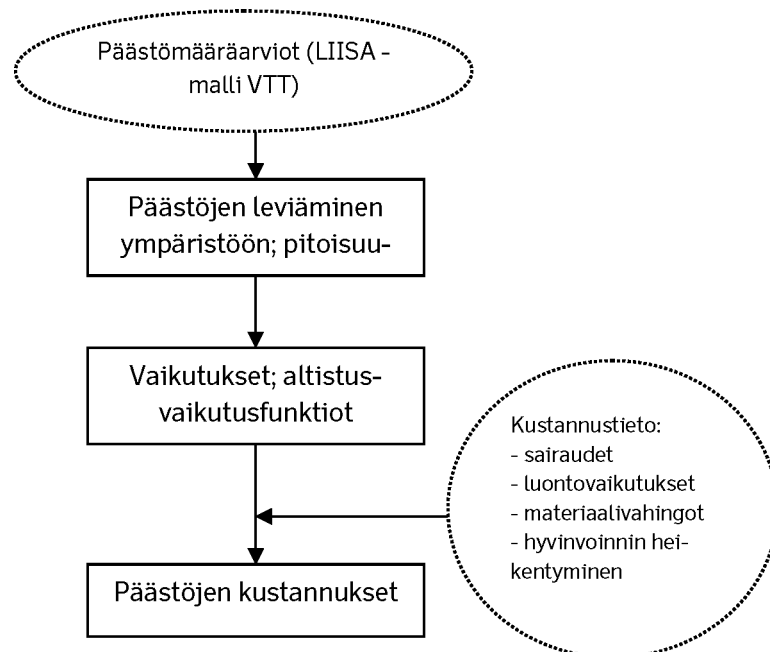 Päästömääräarviot (LIISA -
malli VTT)
Päästöjen leviäminen
ympäristöön; pitoisuu-
Vaikutukset; altistus-
vaikutusfunktiot
Kustannustieto:
- sairaudet
- luontovaikutukset
- materiaalivahingot
- hyvinvoinnin hei-
kentyminen
Päästöjen kustannukset